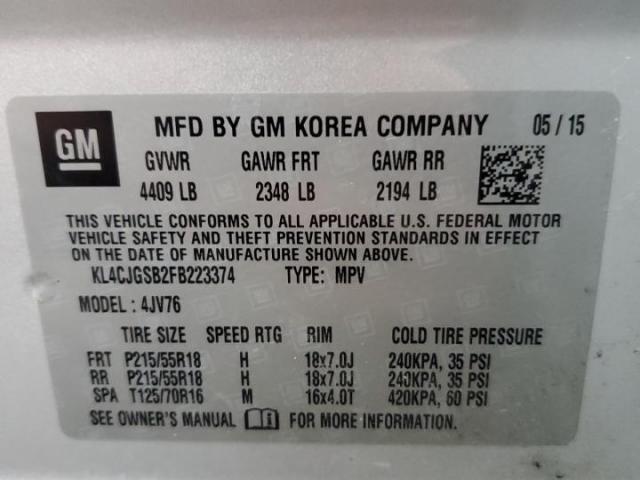 GM MFD BY GM KOREA COMPANY 05 / 15
GVWR GAWR FRT GAWR RR
4409 LB 2348 LB 2194 LB
THIS VEHICLE CONFORMS TO ALL APPLICABLE U.S. FEDERAL MOTOR
VEHICLE SAFETY AND THEFT PREVENTION STANDARDS IN EFFECT
ON THE DATE OF MANUFACTURE SHOWN ABOVE.
KL4CJGSB2FB223374 TYPE: MPV
MODEL : 4JV76
TIRE SIZE SPEED RTG RIM COLD TIRE PRESSURE
FRT P215/55R18 H 18x7.0J 240KPA, 35 PSI
RR P215/55R18 H 18x7.0J 240KPA, 35 PSI
SPA T125/70R16 M 16x4.0T 420KPA, 60 PSI
SEE OWNER'S MANUAL FOR MORE INFORMATION.